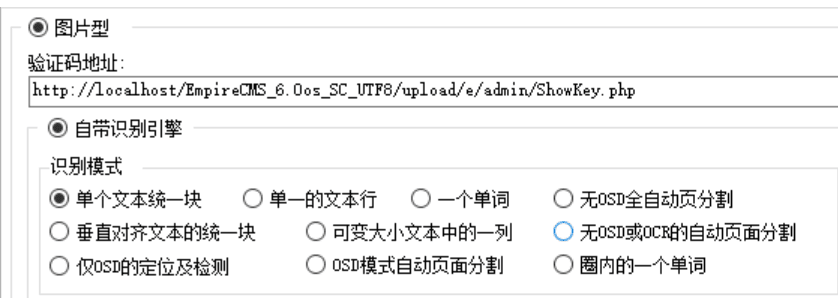 图片型
验证码地址:
http://localhost/EmpireCMS_6.0os_SC_UTF8/upload/e/admin/ShowKey.php
自带识别引擎
识别模式
单个文本统一块 单一的文本行 一个单词 无OSD全自动页分割
垂直对齐文本的统一块 可变大小文本中的一列 无OSD或OCR的自动页面分割
仅OSD的定位及检测 OSD模式自动页面分割 圈内的一个单词